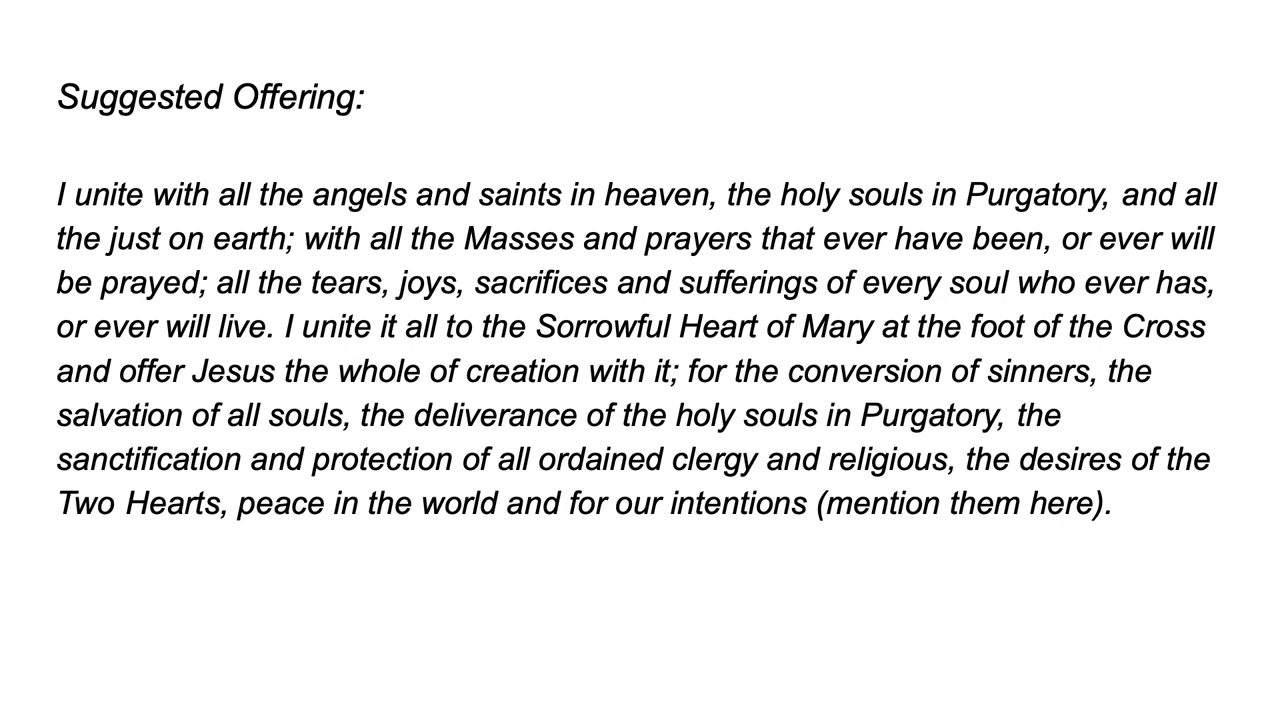 Suggested Offering:
I unite with all the angels and saints in heaven, the holy souls in Purgatory, and all
the just on earth; with all the Masses and prayers that ever have been, or ever will
be prayed; all the tears, joys, sacrifices and sufferings of every soul who ever has,
or ever will live. I unite it all to the Sorrowful Heart of Mary at the foot of the Cross
and offer Jesus the whole of creation with it; for the conversion of sinners, the
salvation of all souls, the deliverance of the holy souls in Purgatory, the
sanctification and protection of all ordained clergy and religious, the desires of the
Two Hearts, peace in the world and for our intentions (mention them here).